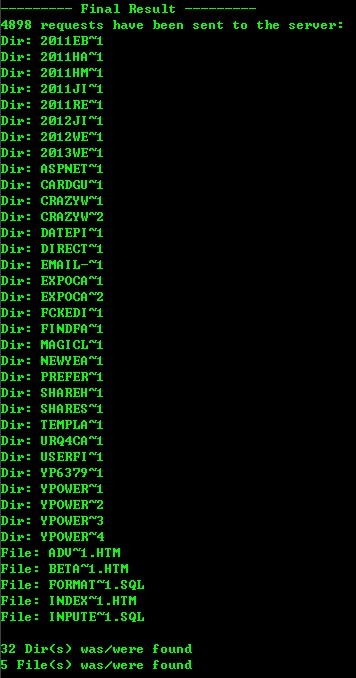 --------- Final Result ---------
4898 requests have been sent to the server:
Dir: 2011EB~1
Dir: 2011HA~1
Dir: 2011HM~1
Dir: 2011JI~1
Dir: 2011RE~1
Dir: 2012JI~1
Dir: 2012WE~1
Dir: 2013WE~1
Dir: ASPNET~1
Dir: CARDGU~1
Dir: CRAZYW~1
Dir: CRAZYW~2
Dir: DATEPI~1
Dir: DIRECT~1
Dir: EMAIL-~1
Dir: EXPOCA~1
Dir: EXPOCA~2
Dir: FCKEDI~1
Dir: FINDFA~1
Dir: MAGICL~1
Dir: NEWYEA~1
Dir: PREFER~1
Dir: SHAREH~1
Dir: SHARES~1
Dir: TEMPLA~1
Dir: URQ4CA~1
Dir: USERFI~1
Dir: YP6379~1
Dir: YPOWER~1
Dir: YPOWER~2
Dir: YPOWER~3
Dir: YPOWER~4
File: ADV~1.HTM
File: BETA~1.HTM
File: FORMAT~1.SQL
File: INDEX~1.HTM
File: INPUTE~1.SQL
32 Dir(s) was/were found
5 File(s) was/were found